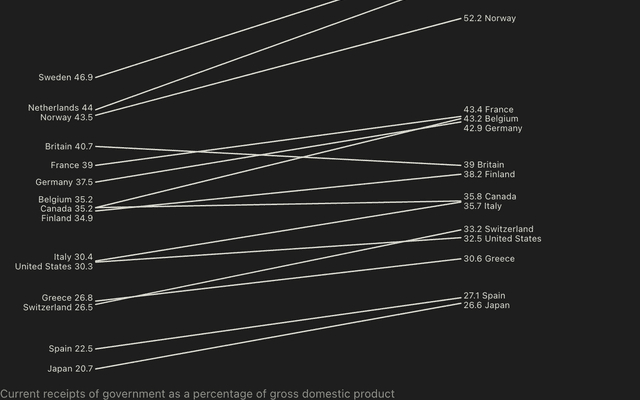 52.2 Norway
Sweden 46.9
Netherlands 44
Norway 43.5
43.4 France
43.2 Belgium
42.9 Germany
Britain 40.7
France 39
39 Britain
38.2 Finland
Germany 37.5
Belgium 35.2
Canada 35.2
Finland 34.9
35.8 Canada
35.7 Italy
33.2 Switzerland
32.5 United States
Italy 30.4
United States 30.3
30.6 Greece
Greece 26.8
Switzerland 26.5
27.1 Spain
26.6 Japan
Spain 22.5
Japan 20.7
Current receipts of government as a percentage of gross domestic product